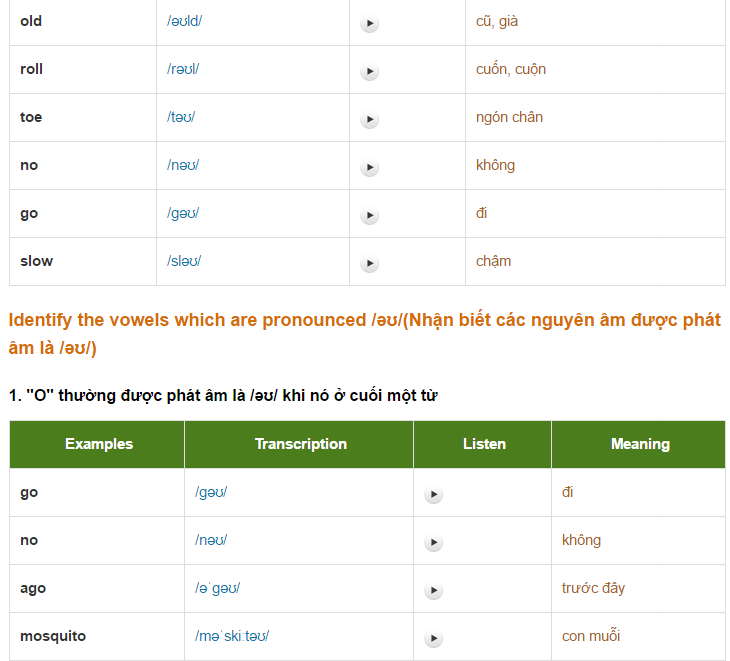 old /əʊld/ cũ, già
roll /rəʊl/ cuốn, cuộn
toe /təʊ/ ngón chân
no /nəʊ/ không
go /gəʊ/ đi
slow /sləʊ/ chậm
Identify the vowels which are pronounced /əʊ/(Nhận biết các nguyên âm được phát
âm là /əʊ/)
1. "O" thường được phát âm là /əʊ/ khi nó ở cuối một từ
Examples Transcription Listen Meaning
go /gəʊ/ đi
no /nəʊ/ không
ago /əˈgəʊ/ trước đây
mosquito /məˈskiːtəʊ/ con muỗi